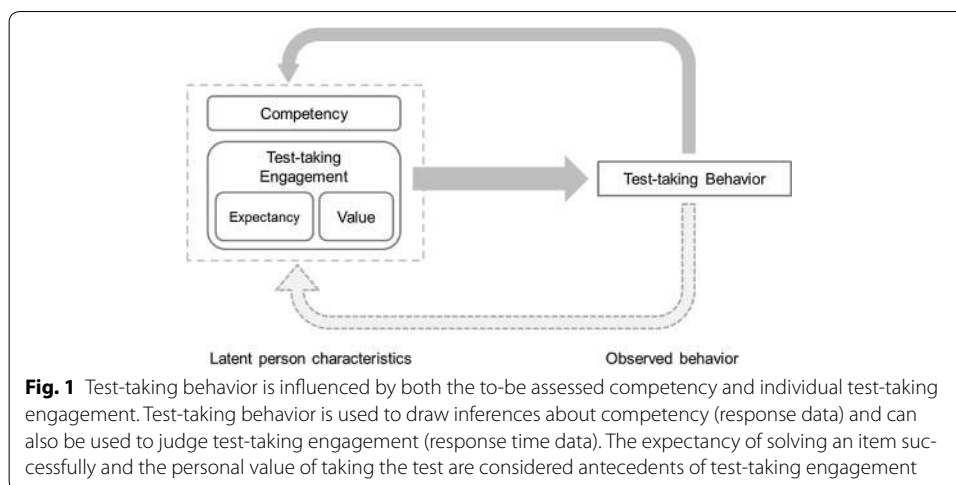 Competency
Test-taking
Engagement
Expectancy
Value
Test-taking Behavior
Latent person characteristics
Observed behavior
Fig. 1 Test-taking behavior is influenced by both the to-be assessed competency and individual test-taking
engagement. Test-taking behavior is used to draw inferences about competency (response data) and can
also be used to judge test-taking engagement (response time data). The expectancy of solving an item suc-
cessfully and the personal value of taking the test are considered antecedents of test-taking engagement